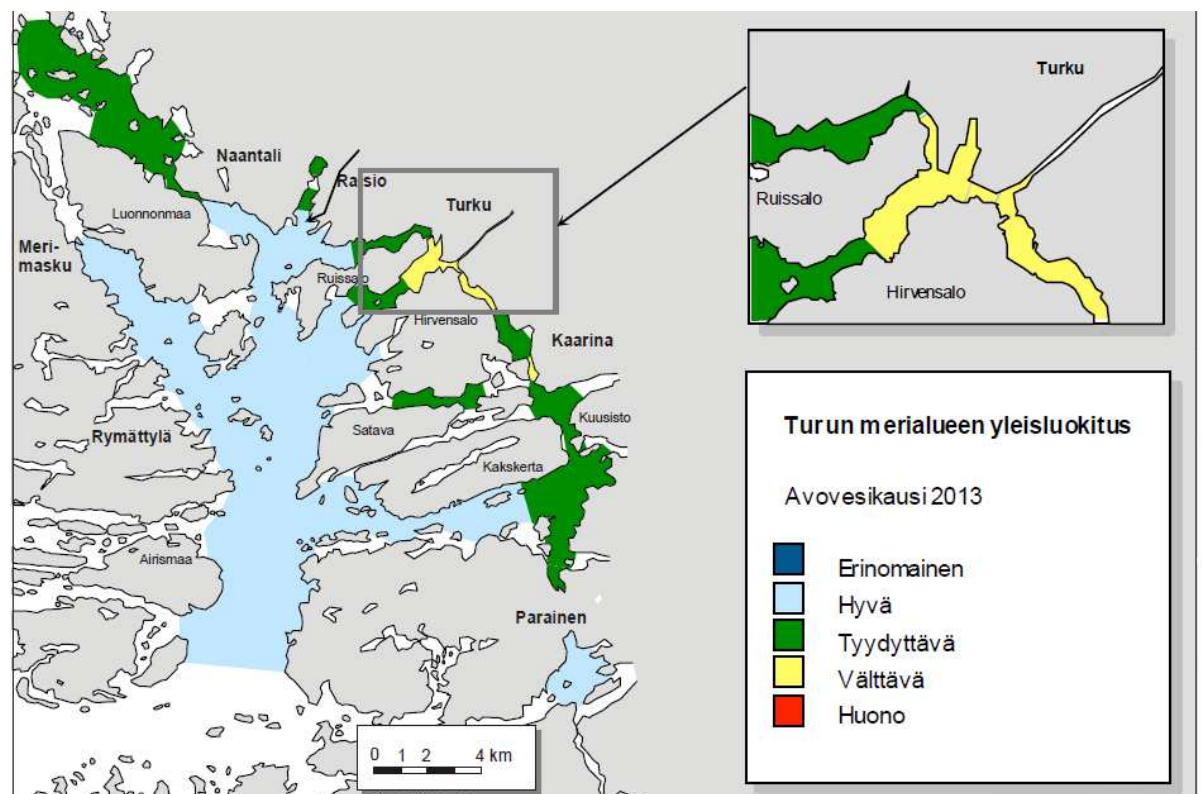 Turku
Ruissalo
Hirvensalo
Naantali
Raisio
Luonnonmaa
Turku
Meri-
masku
Ruissalo
Hirvensalo
Kaarina
Kuusisto
Satava
Rymättylä
Kakskerta
Airismaa
Parainen
0 1 2 4 km
Turun merialueen yleisluokitus
Avovesikausi 2013
Erinomainen
Hyvä
Tyydyttävä
Välttävä
Huono